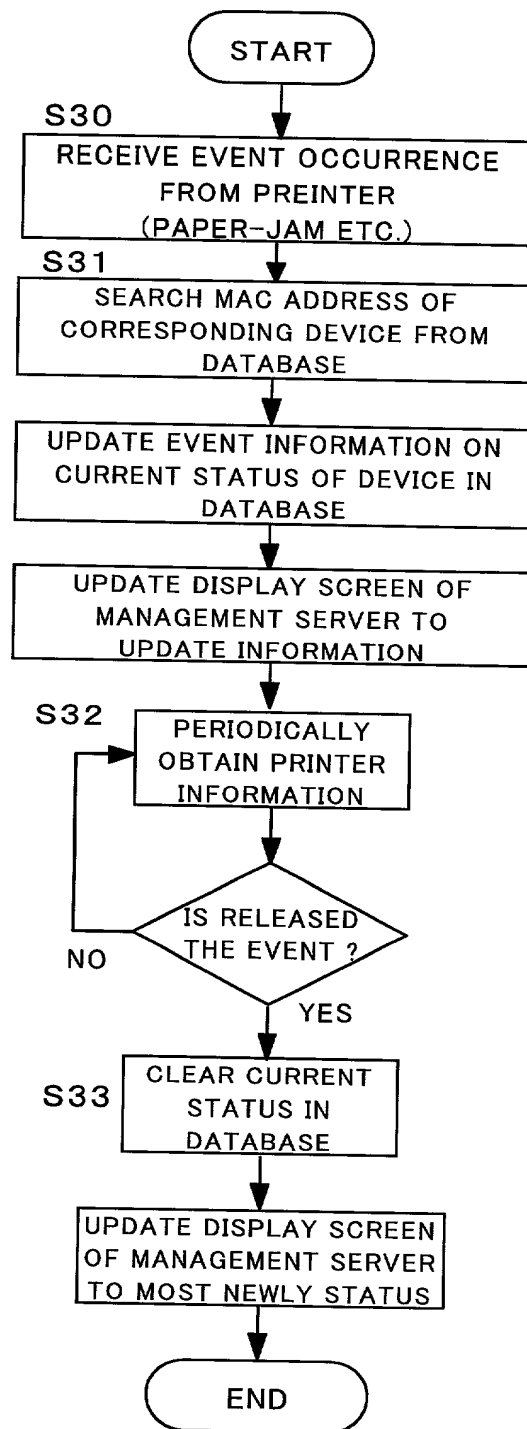 START
S30
RECEIVE EVENT OCCURRENCE
FROM PREINTER
(PAPER-JAM ETC.)
S31
SEARCH MAC ADDRESS OF
CORRESPONDING DEVICE FROM
DATABASE
UPDATE EVENT INFORMATION ON
CURRENT STATUS OF DEVICE IN
DATABASE
UPDATE DISPLAY SCREEN OF
MANAGEMENT SERVER TO
UPDATE INFORMATION
S32
PERIODICALLY
OBTAIN PRINTER
INFORMATION
IS RELEASED
THE EVENT ?
NO
YES
S33
CLEAR CURRENT
STATUS IN
DATABASE
UPDATE DISPLAY SCREEN
OF MANAGEMENT SERVER
TO MOST NEWLY STATUS
END